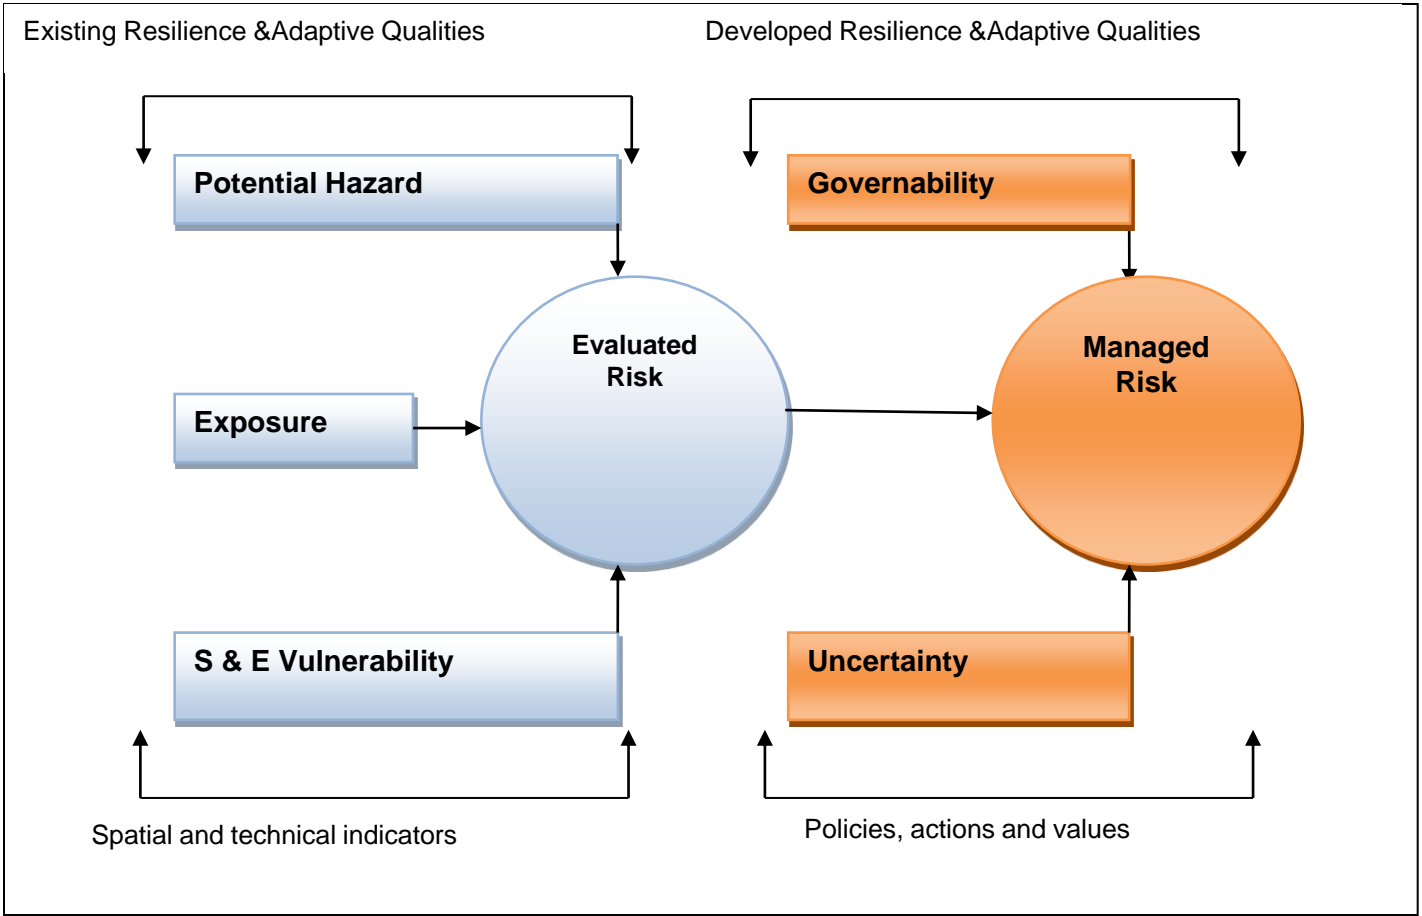 Existing Resilience &Adaptive Qualities
Developed Resilience &Adaptive Qualities
Potential Hazard
Governability
Evaluated
Risk
Managed
Risk
Exposure
S & E Vulnerability
Uncertainty
Spatial and technical indicators
Policies, actions and values